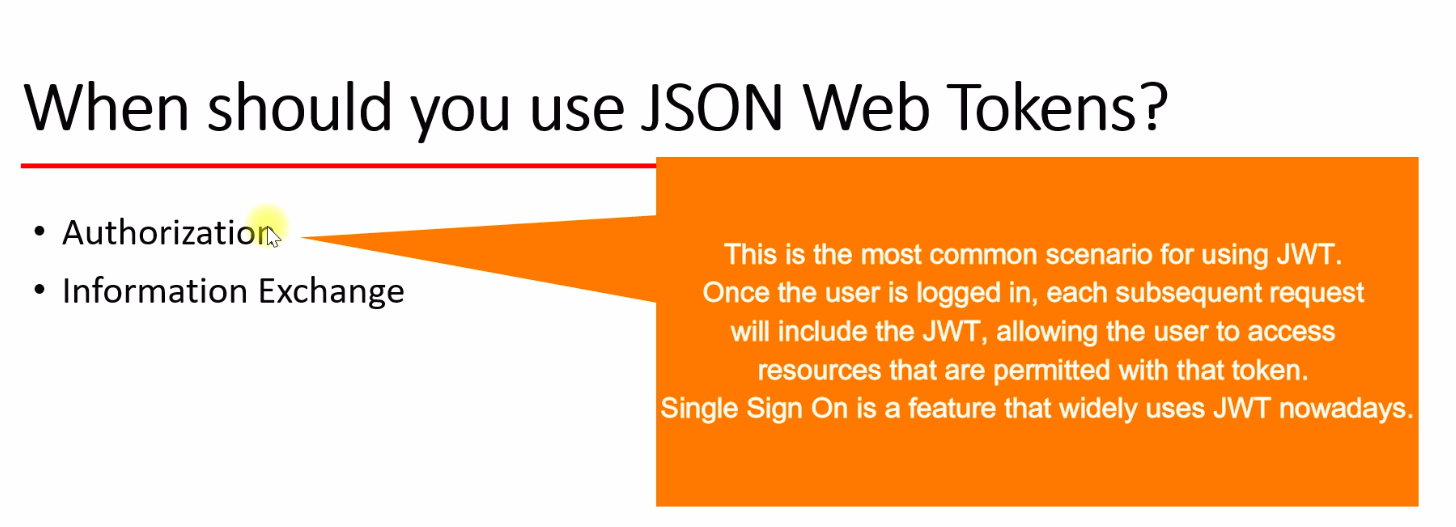 When should you use JSON Web Tokens?
• Authorization
• Information Exchange
This is the most common scenario for using JWT.
Once the user is logged in, each subsequent request
will include the JWT, allowing the user to access
resources that are permitted with that token.
Single Sign On is a feature that widely uses JWT nowadays.